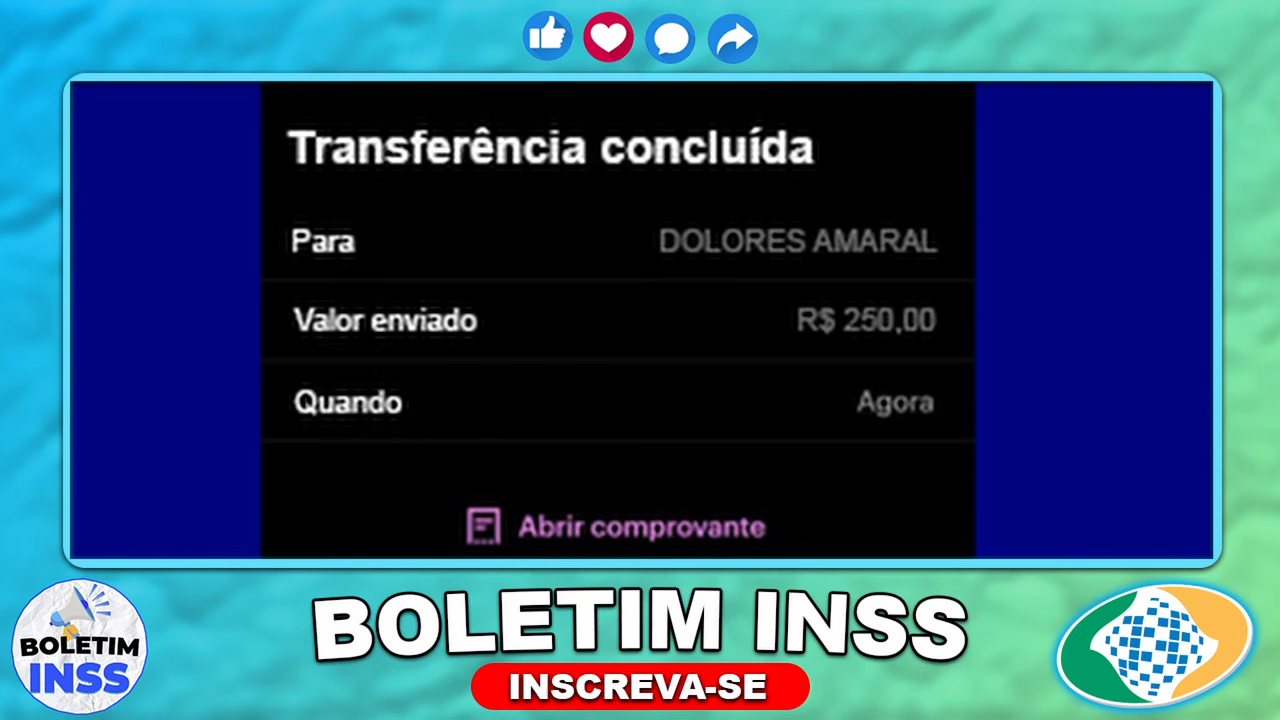 Transferência concluída
Para DOLORES AMARAL
Valor enviado R$ 250,00
Quando Agora
Abrir comprovante
BOLETIM INSS
INSCREVA-SE
BOLETIM
INSS